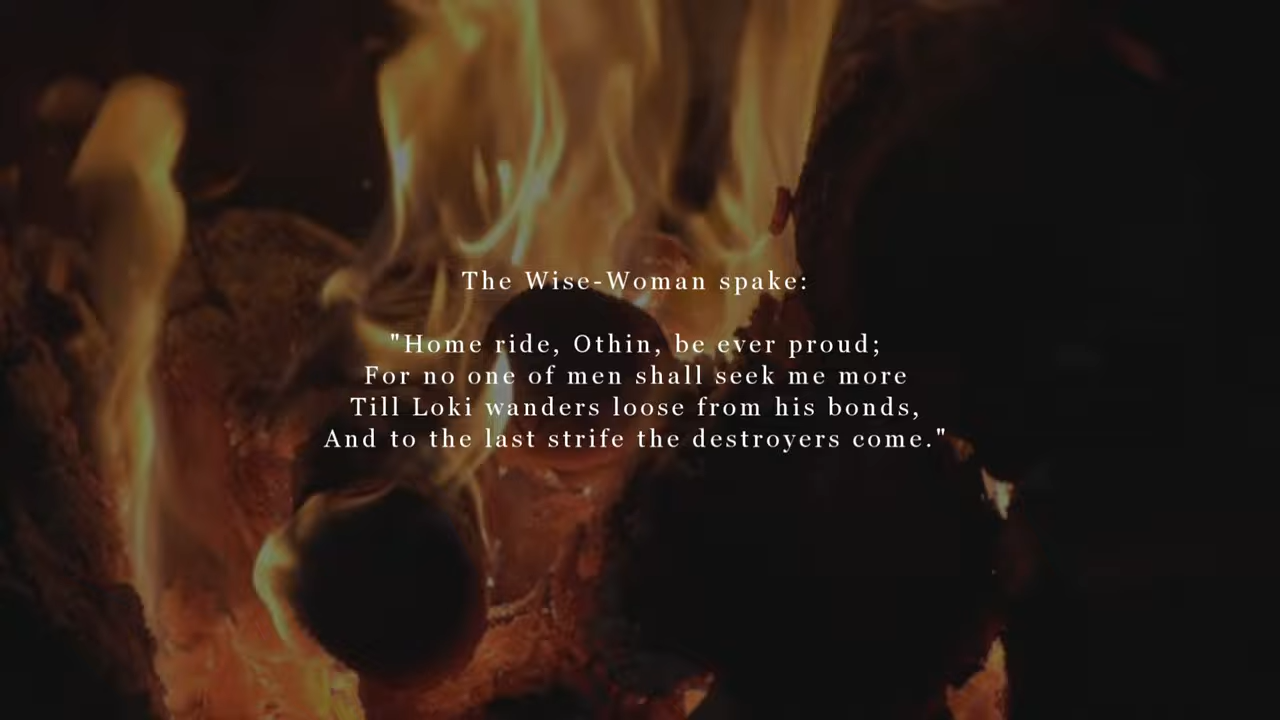 The Wise-Woman spake:
"Home ride, Othin, be ever proud;
For no one of men shall seek me more
Till Loki wanders loose from his bonds,
And to the last strife the destroyers come."